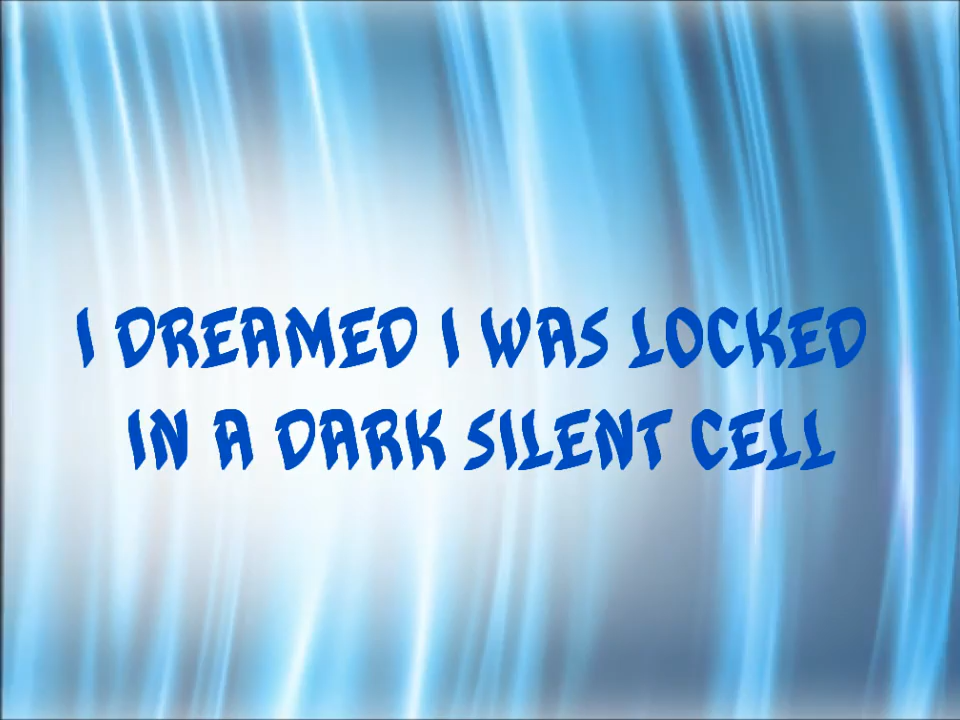 I DREAMED I WAS LOCKED
IN A DARK SILENT CELL